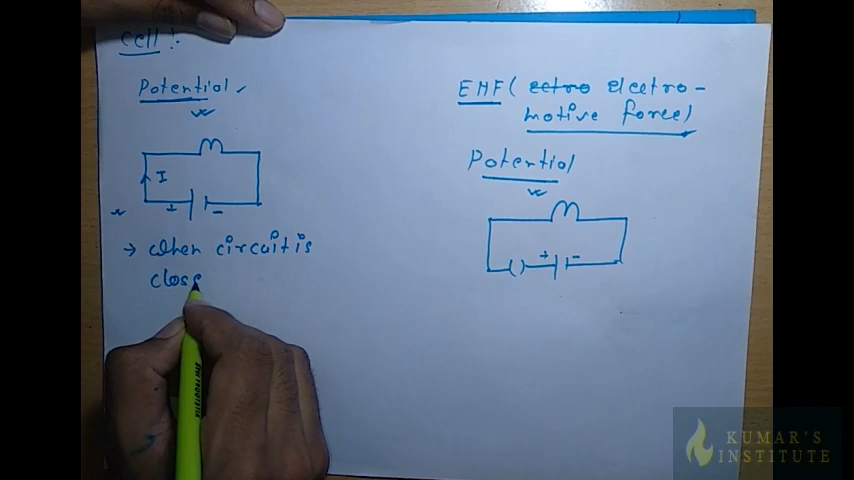 Cell :-
Potential
I
+ -
→ When circuit is
close
EMF ( ectro electro -
motive force)
Potential
+ -
KUMAR'S
INSTITUTE